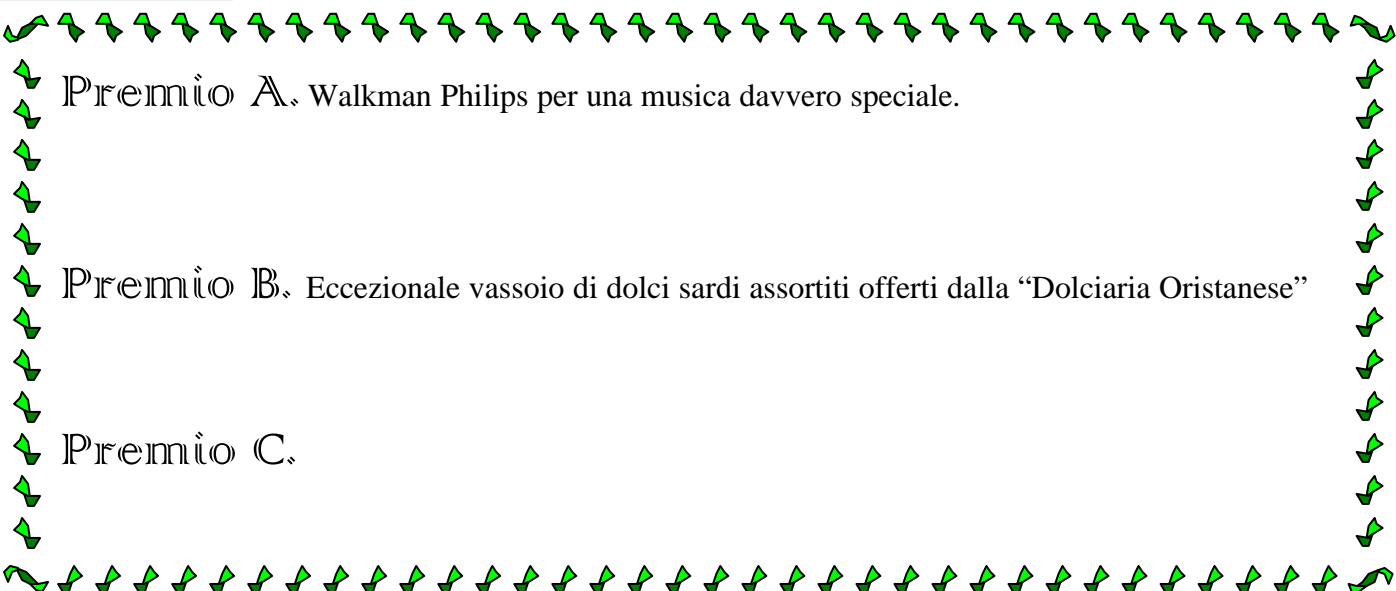 Premio A. Walkman Philips per una musica davvero speciale.
Premio B. Eccezionale vassoio di dolci sardi assortiti offerti dalla “Dolciaria Oristanese”
Premio C.